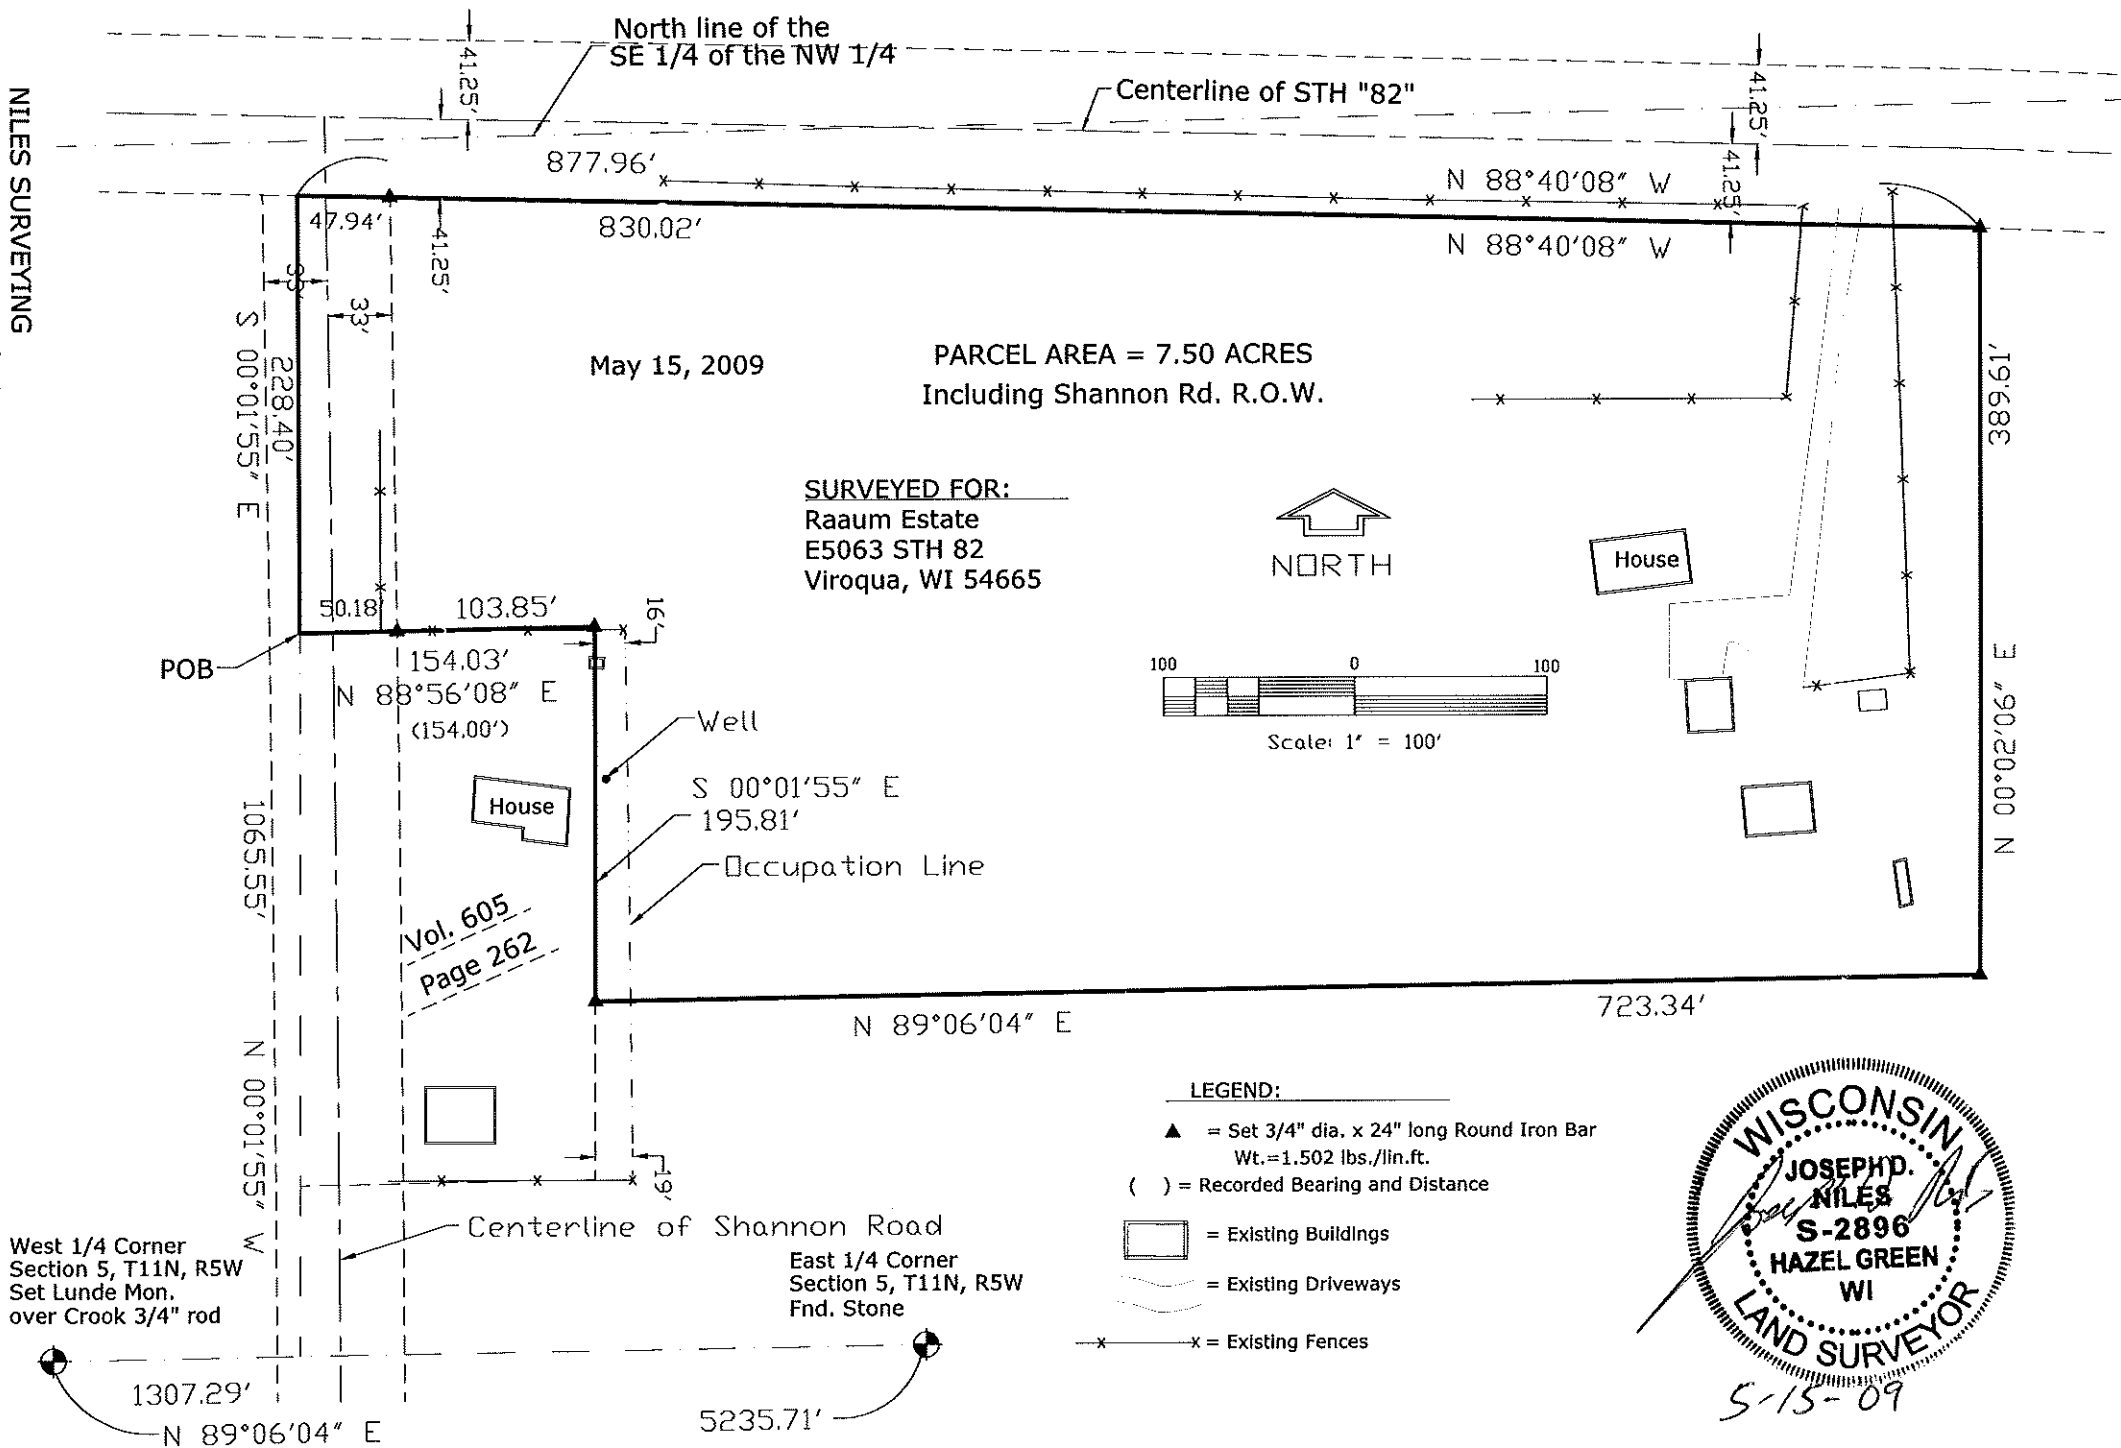 North line of the
SE 1/4 of the NW 1/4
41.25'
Centerline of STH "82"
41.25'
NILES SURVEYING
877.96'
N 88°40'08" W
41.25'
47.94'
830.02'
41.25'
N 88°40'08" W
33'
33'
S 00°01'55" E
228.40'
May 15, 2009
PARCEL AREA = 7.50 ACRES
Including Shannon Rd. R.O.W.
389.61'
SURVEYED FOR:
Raaum Estate
E5063 STH 82
Viroqua, WI 54665
NORTH
House
50.18'
103.85'
16'
POB
154.03'
N 88°56'08" E
(154.00')
100 0 100
Scale: 1" = 100'
N 00°02'06" E
Well
S 00°01'55" E
195.81'
House
Occupation Line
1065.55'
Vol. 605
Page 262
N 89°06'04" E
723.34'
N 00°01'55" W
19'
Centerline of Shannon Road
West 1/4 Corner
Section 5, T11N, R5W
Set Lunde Mon.
over Crook 3/4" rod
East 1/4 Corner
Section 5, T11N, R5W
Fnd. Stone
1307.29'
N 89°06'04" E
5235.71'
LEGEND:
= Set 3/4" dia. x 24" long Round Iron Bar
Wt.=1.502 lbs./lin.ft.
( ) = Recorded Bearing and Distance
= Existing Buildings
= Existing Driveways
= Existing Fences
WISCONSIN
JOSEPH D.
NILES
S-2896
HAZEL GREEN
WI
LAND SURVEYOR
5-15-09